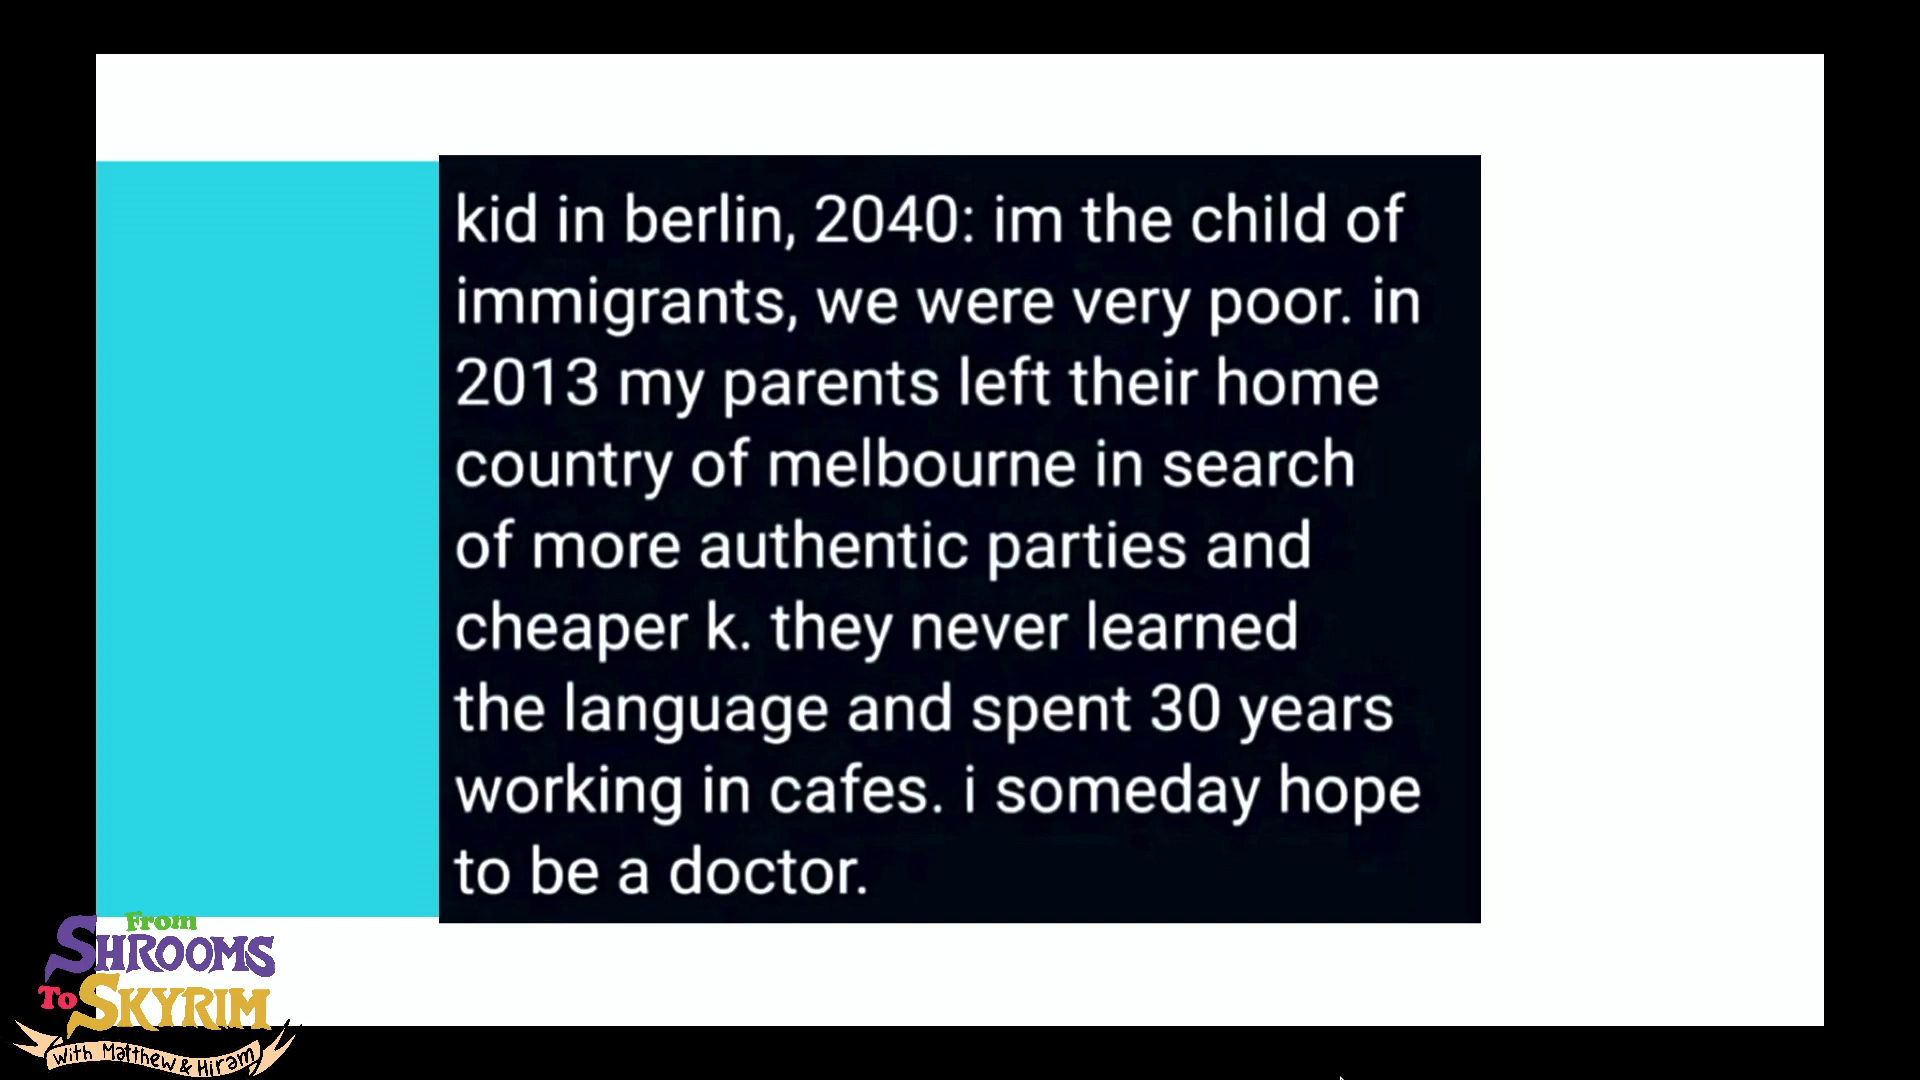 kid in berlin, 2040: im the child of
immigrants, we were very poor. in
2013 my parents left their home
country of melbourne in search
of more authentic parties and
cheaper k. they never learned
the language and spent 30 years
working in cafes. i someday hope
to be a doctor.
From
SHROOMS
To SKYRIM
with Matthew & Hiram